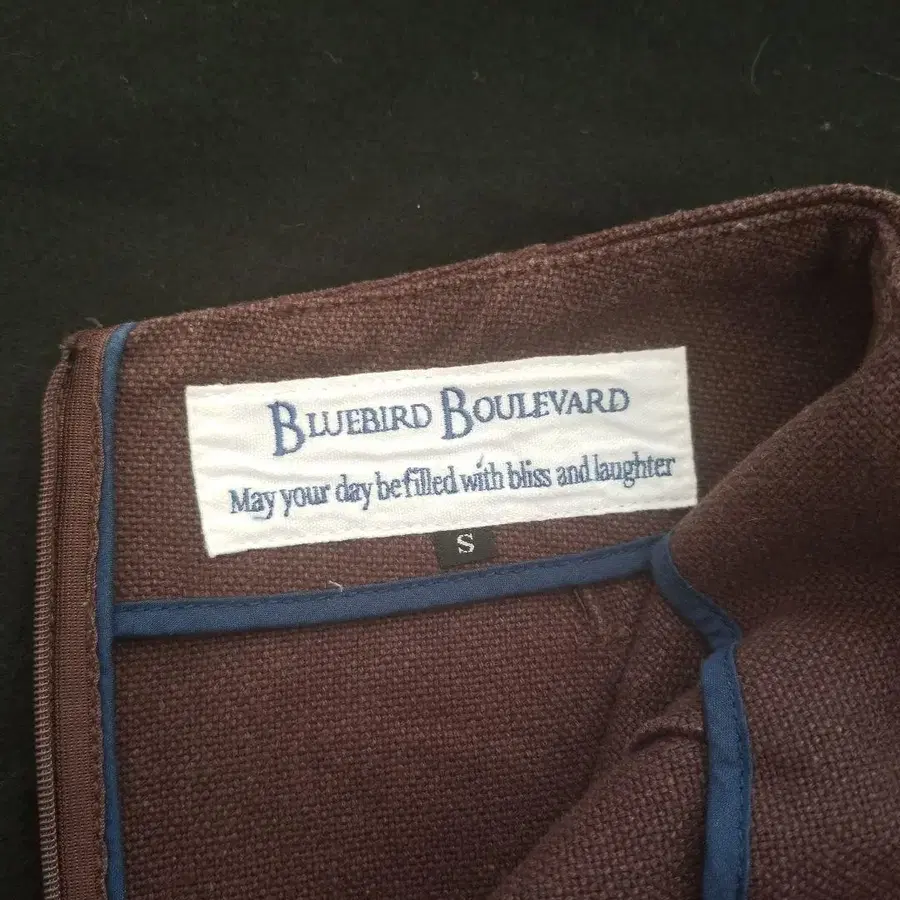 BLUEBIRD BOULEVARD
May your day be filled with bliss and laughter
S